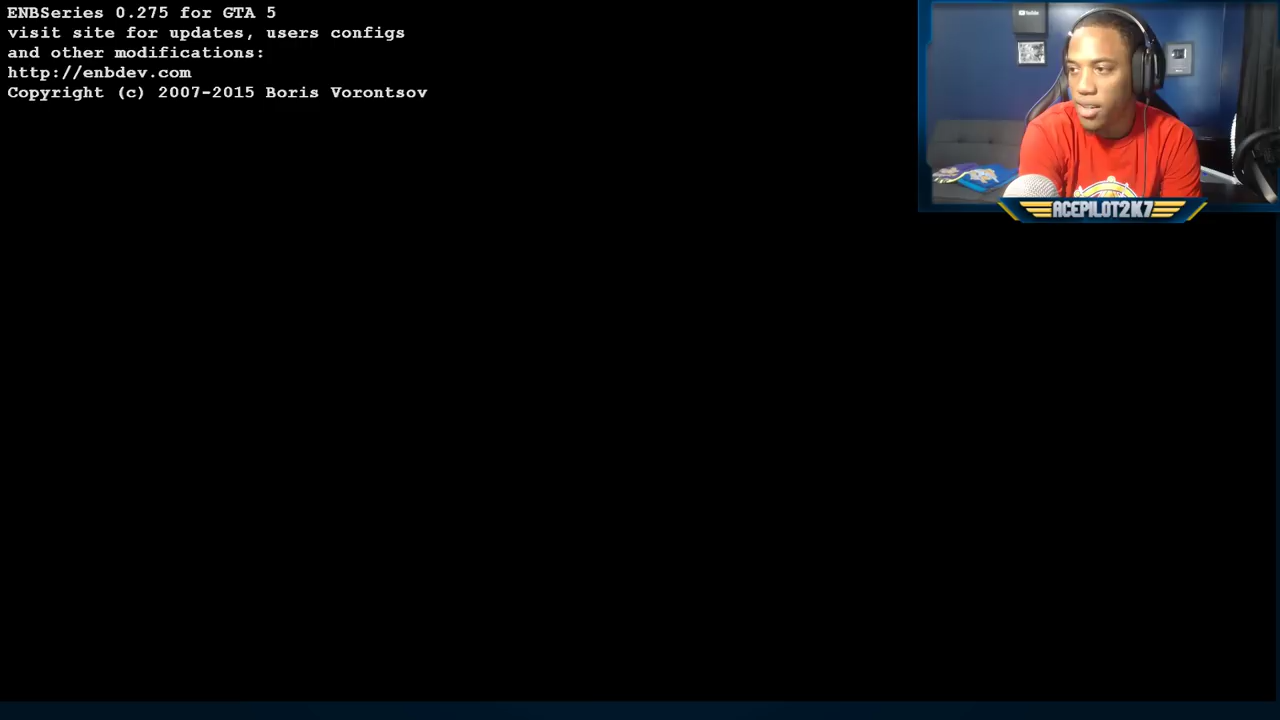 ENBSeries 0.275 for GTA 5
visit site for updates, users configs
and other modifications:
http://enbdev.com
Copyright (c) 2007-2015 Boris Vorontsov
ACEPILOT2K7